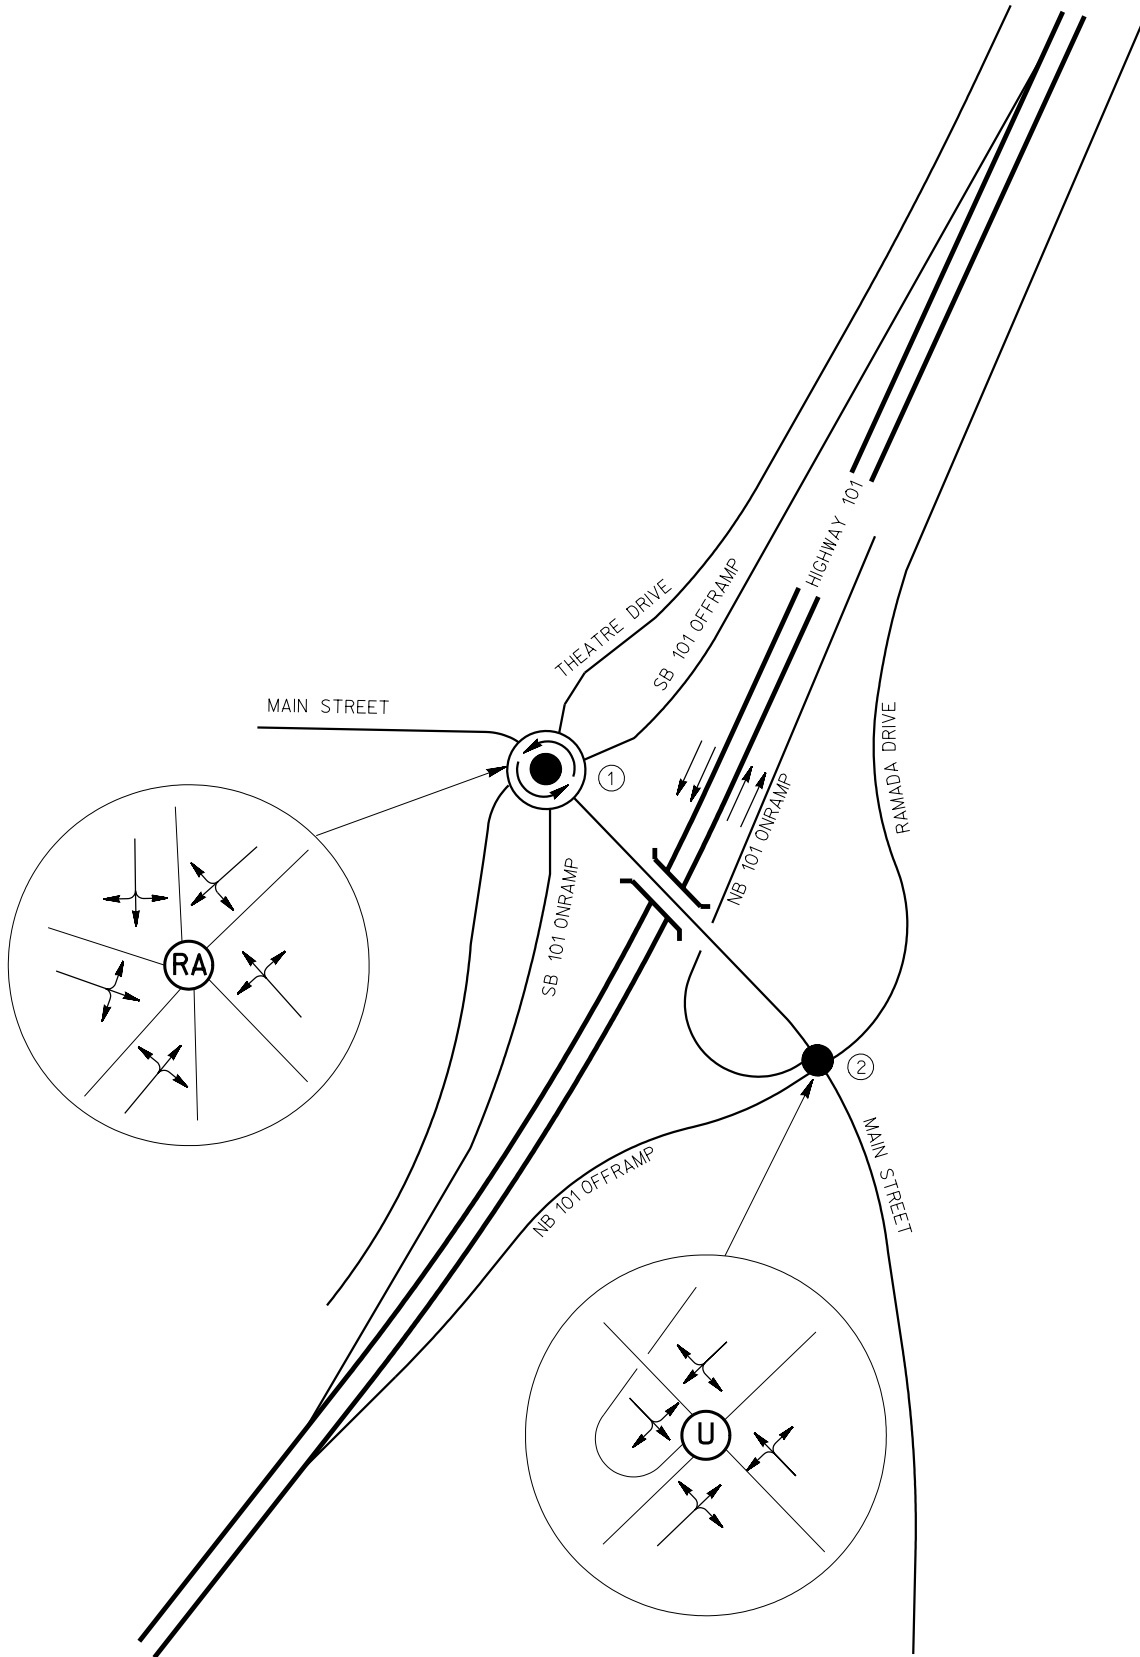 HIGHWAY 101
THEATRE DRIVE
SB 101 OFFRAMP
MAIN STREET
RAMADA DRIVE
1
NB 101 ONRAMP
SB 101 ONRAMP
RA
2
MAIN STREET
NB 101 OFFRAMP
U